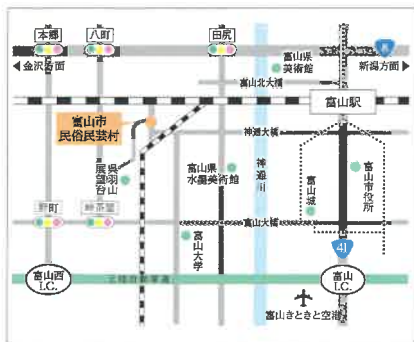 本郷
八町
田尻
8
◀金沢方面
富山県
美術館
新潟方面▶
富山北大橋
富山駅
富山市
民俗民芸村
神通大橋
呉羽山
展望台
富山県
水墨美術館
神通川
富山城
富山市役所
富山大橋
富山大学
41
富山西
I.C.
富山
I.C.
富山きときと空港